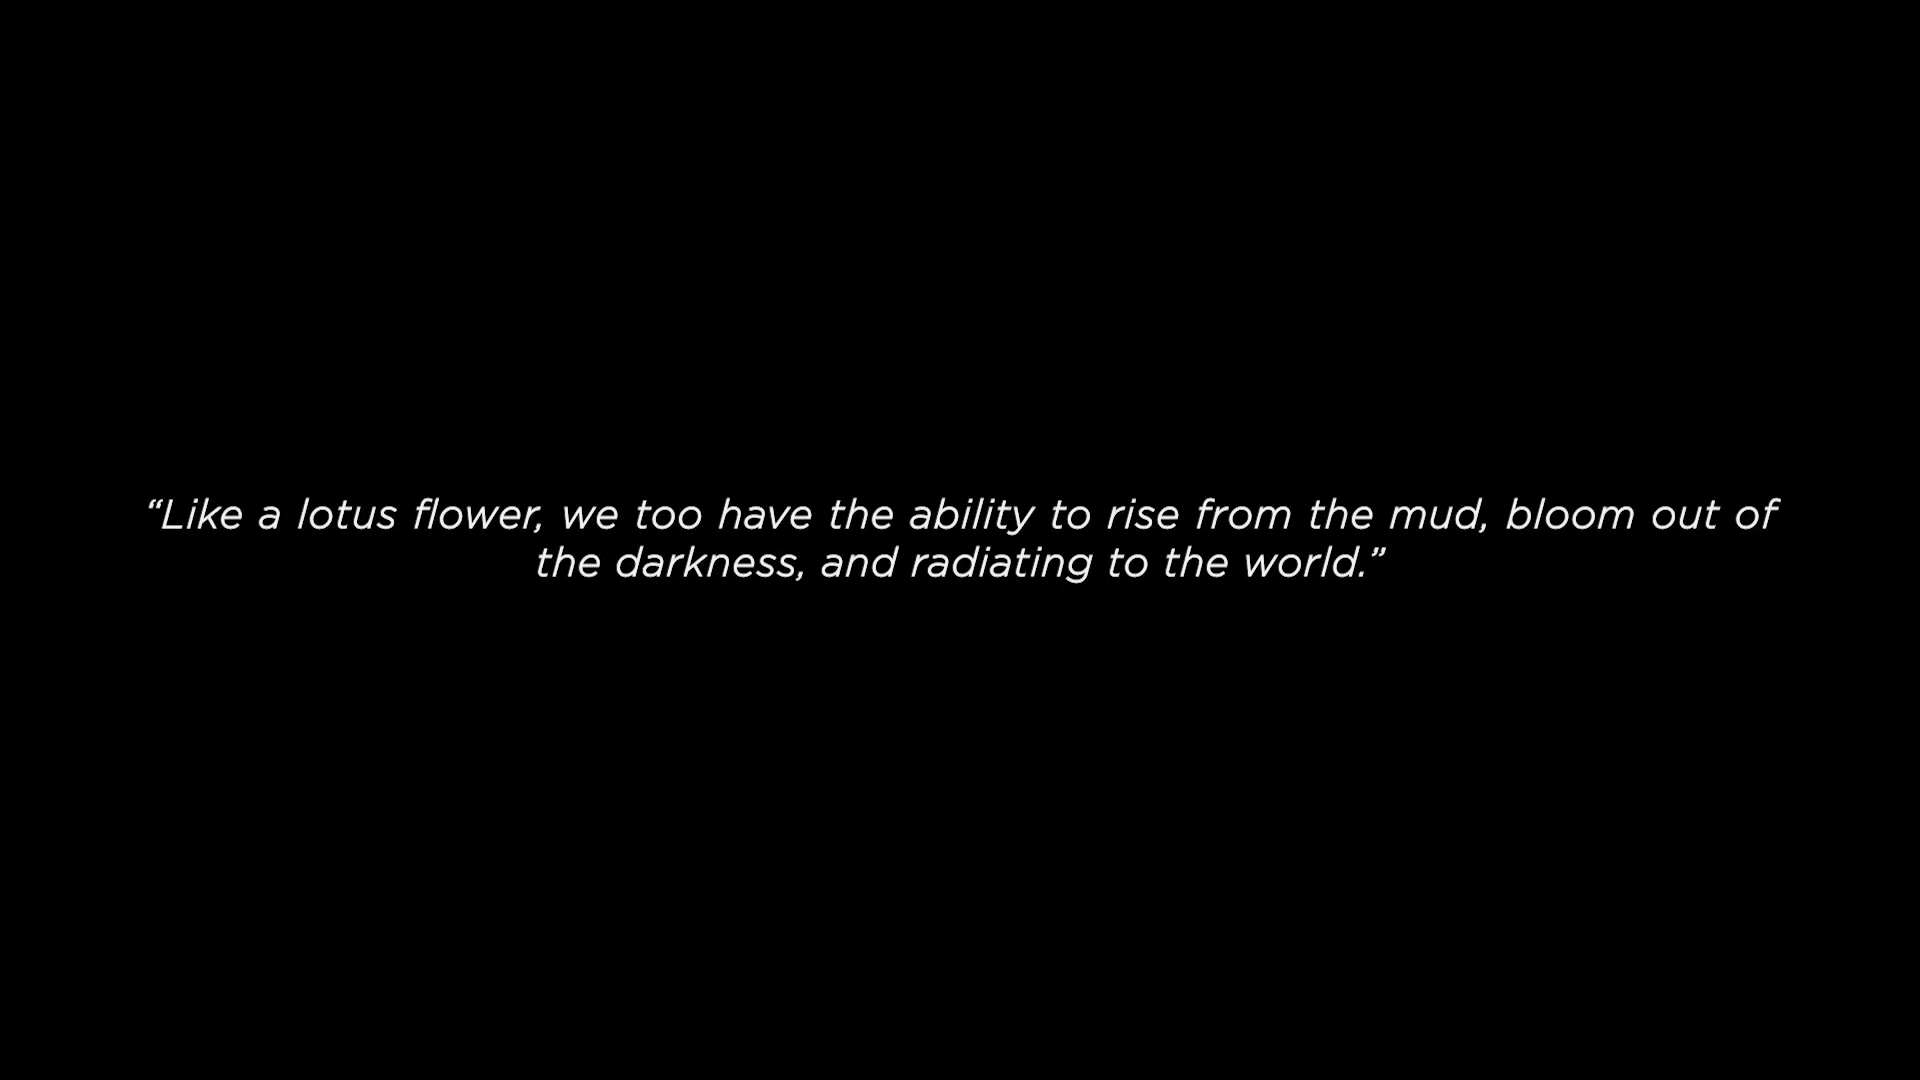 “Like a lotus flower, we too have the ability to rise from the mud, bloom out of
the darkness, and radiating to the world.”